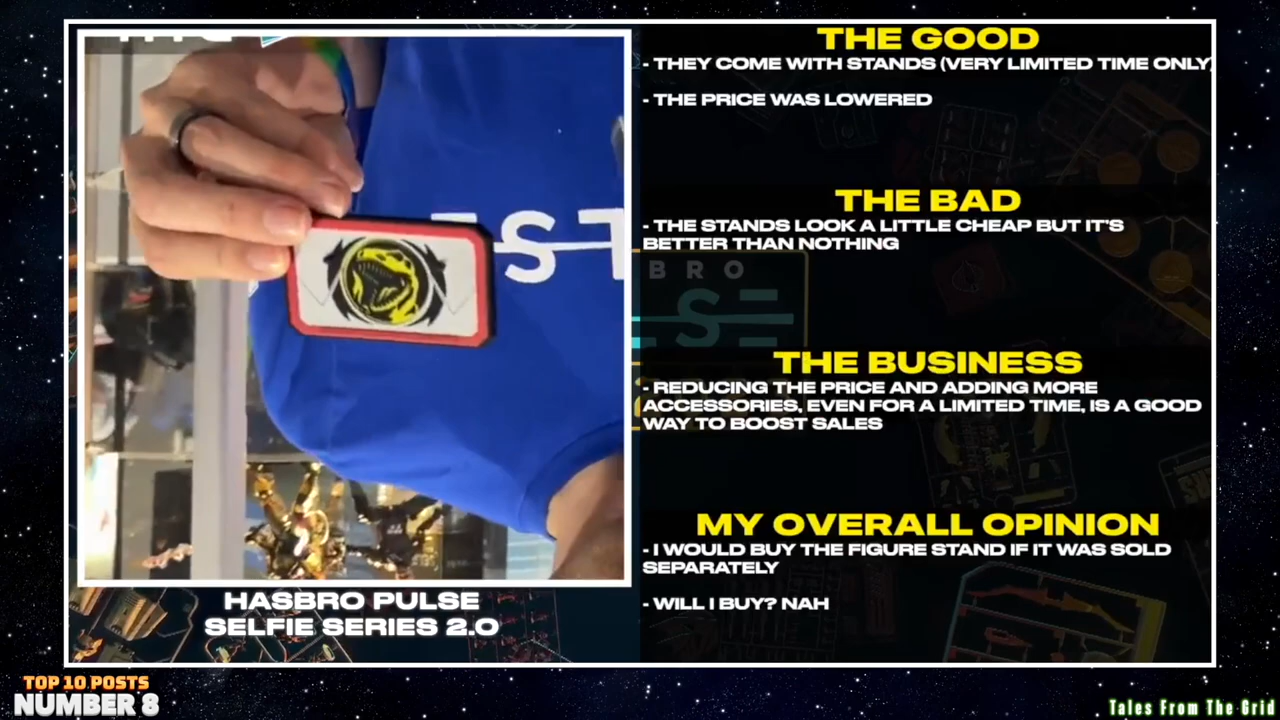 THE GOOD
- THEY COME WITH STANDS (VERY LIMITED TIME ONLY)
- THE PRICE WAS LOWERED
THE BAD
- THE STANDS LOOK A LITTLE CHEAP BUT IT'S
BETTER THAN NOTHING
THE BUSINESS
- REDUCING THE PRICE AND ADDING MORE
ACCESSORIES, EVEN FOR A LIMITED TIME, IS A GOOD
WAY TO BOOST SALES
MY OVERALL OPINION
- I WOULD BUY THE FIGURE STAND IF IT WAS SOLD
SEPARATELY
- WILL I BUY? NAH
ST
BRO
SE
HASBRO PULSE
SELFIE SERIES 2.0
TOP 10 POSTS
NUMBER 8
Tales From The Grid